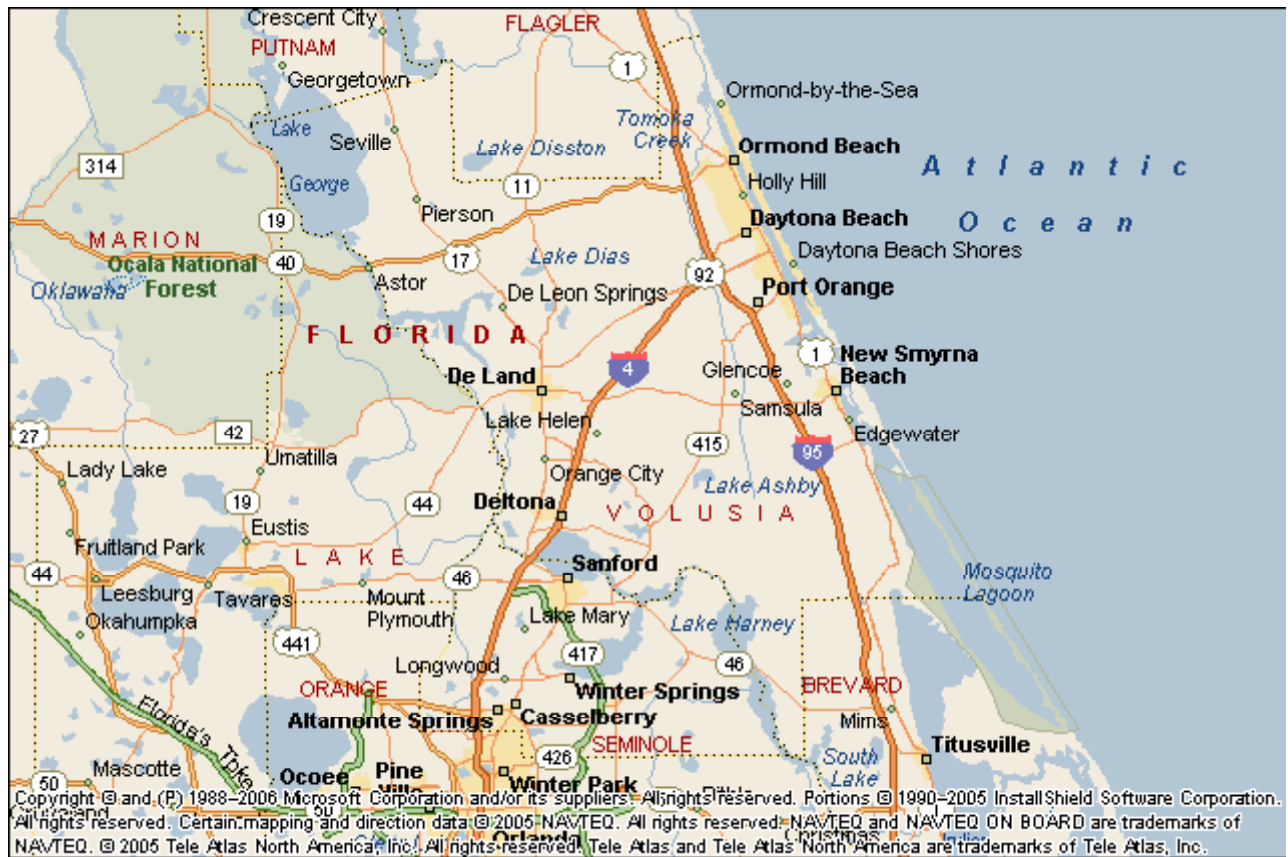 Crescent City
FLAGLER
PUTNAM
Georgetown
1
Ormond-by-the-Sea
Lake
George
Seville
Lake Disston
Tomoka
Creek
Ormond Beach
314
11
Holly Hill
Atlantic
Ocean
19
Pierson
Daytona Beach
MARION
Ocala National
Forest
40
17
Lake Dias
92
Daytona Beach Shores
Oklawaha
Astor
De Leon Springs
Port Orange
FLORIDA
4
1
New Smyrna
Beach
De Land
Glencoe
Samsula
Lake Helen
27
42
415
95
Edgewater
Lady Lake
Umatilla
Orange City
Lake Ashby
19
44
Deltona
VOLUSIA
Eustis
Fruitland Park
LAKE
Sanford
44
46
Mosquito
Lagoon
Leesburg
Tavares
Mount
Plymouth
Lake Mary
Lake Harney
Okahumpka
441
417
46
Longwood
ORANGE
Winter Springs
BREVARD
Florida's Tpke
Altamonte Springs
Casselberry
Mims
426
SEMINOLE
South
Lake
Titusville
Mascotte
50
Ocoee
Pine
Winter Park
Copyright © and (P) 1988–2006 Microsoft Corporation and/or its suppliers. All rights reserved. Portions © 1990–2005 InstallShield Software Corporation.
All rights reserved. Certain mapping and direction data © 2005 NAVTEQ. All rights reserved. NAVTEQ and NAVTEQ ON BOARD are trademarks of
NAVTEQ. © 2005 Tele Atlas North America, Inc. All rights reserved. Tele Atlas and Tele Atlas North America are trademarks of Tele Atlas, Inc.
Orlando
Christmas